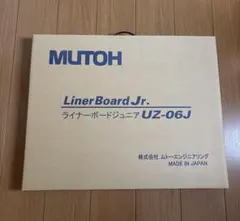 MUTOH
LinerBoard Jr.
ライナーボードジュニア UZ-06J
株式会社ムトーエンジニアリング
MADE IN JAPAN